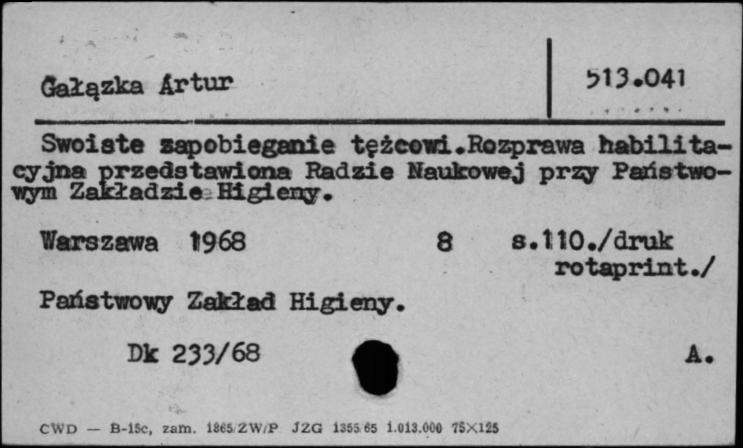 Gałązka Artur 513.041
Swoiste zapobieganie tężcowi.Rozprawa habilita-
cyjna przedstawiona Radzie Naukowej przy Państwo-
wym Zakładzie Higieny.
Warszawa 1968 8 s.110./druk
rotaprint./
Państwowy Zakład Higieny.
Dk 233/68 A.
CWD — B-15c, zam. 1865/ZW/P JZG 1355 65 1.013.000 75×125